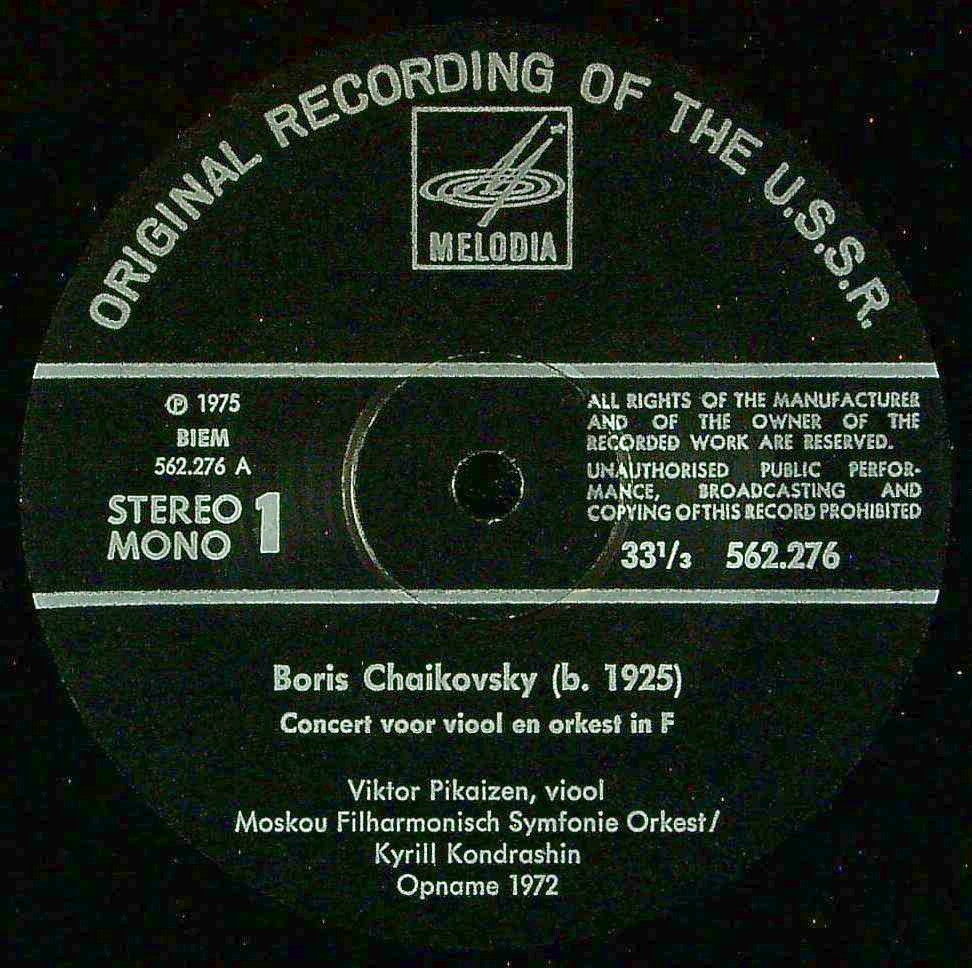 ORIGINAL RECORDING OF THE U.S.S.R.
MELODIA
℗ 1975
BIEM
562.276 A
STEREO 1
MONO
ALL RIGHTS OF THE MANUFACTURER
AND OF THE OWNER OF THE
RECORDED WORK ARE RESERVED.
UNAUTHORISED PUBLIC PERFOR-
MANCE, BROADCASTING AND
COPYING OF THIS RECORD PROHIBITED
33⅓ 562.276
Boris Chaikovsky (b. 1925)
Concert voor viool en orkest in F
Viktor Pikaizen, viool
Moskou Filharmonisch Symfonie Orkest/
Kyrill Kondrashin
Opname 1972